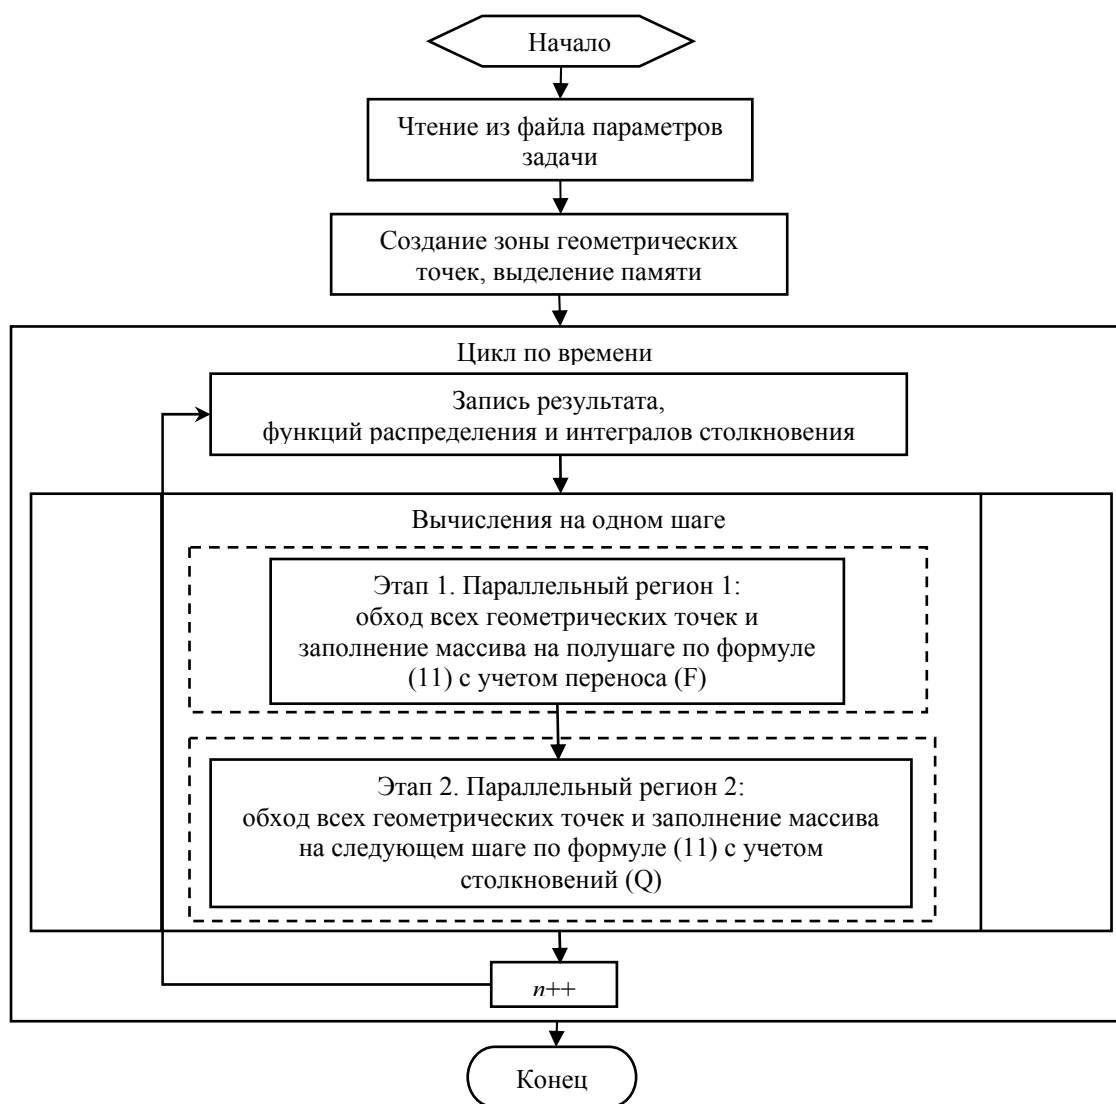 Начало
Чтение из файла параметров
задачи
Создание зоны геометрических
точек, выделение памяти
Цикл по времени
Запись результата,
функций распределения и интегралов столкновения
Вычисления на одном шаге
Этап 1. Параллельный регион 1:
обход всех геометрических точек и
заполнение массива на полушаге по формуле
(11) с учетом переноса (F)
Этап 2. Параллельный регион 2:
обход всех геометрических точек и заполнение массива
на следующем шаге по формуле (11) с учетом
столкновений (Q)
n++
Конец